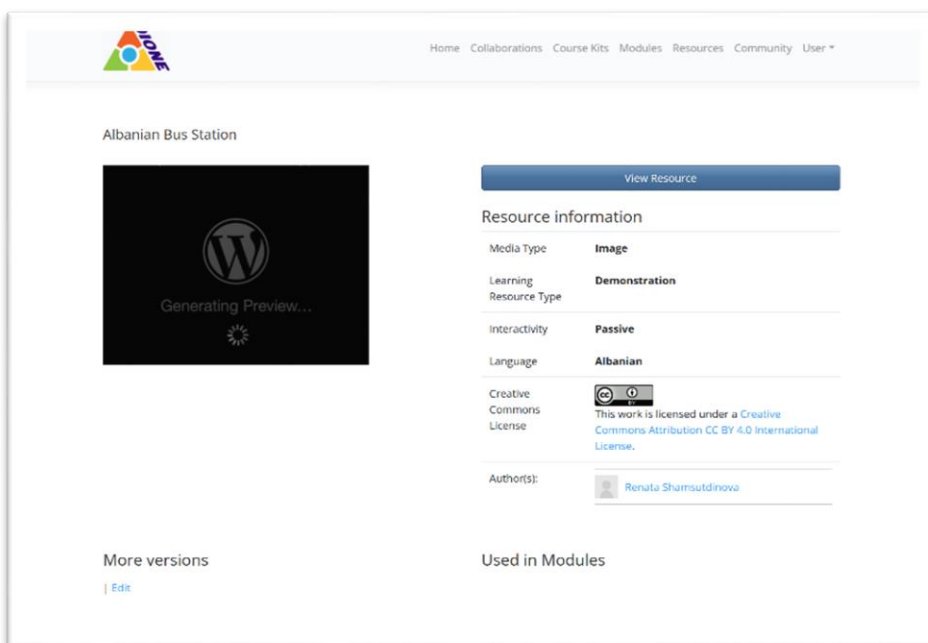 IONE
Home Collaborations Course Kits Modules Resources Community User
Albanian Bus Station
Generating Preview...
View Resource
Resource information
Media Type Image
Learning
Resource Type Demonstration
Interactivity Passive
Language Albanian
Creative
Commons
License
CC BY
This work is licensed under a Creative
Commons Attribution CC BY 4.0 International
License.
Author(s): Renata Shamsutdinova
More versions
| Edit
Used in Modules